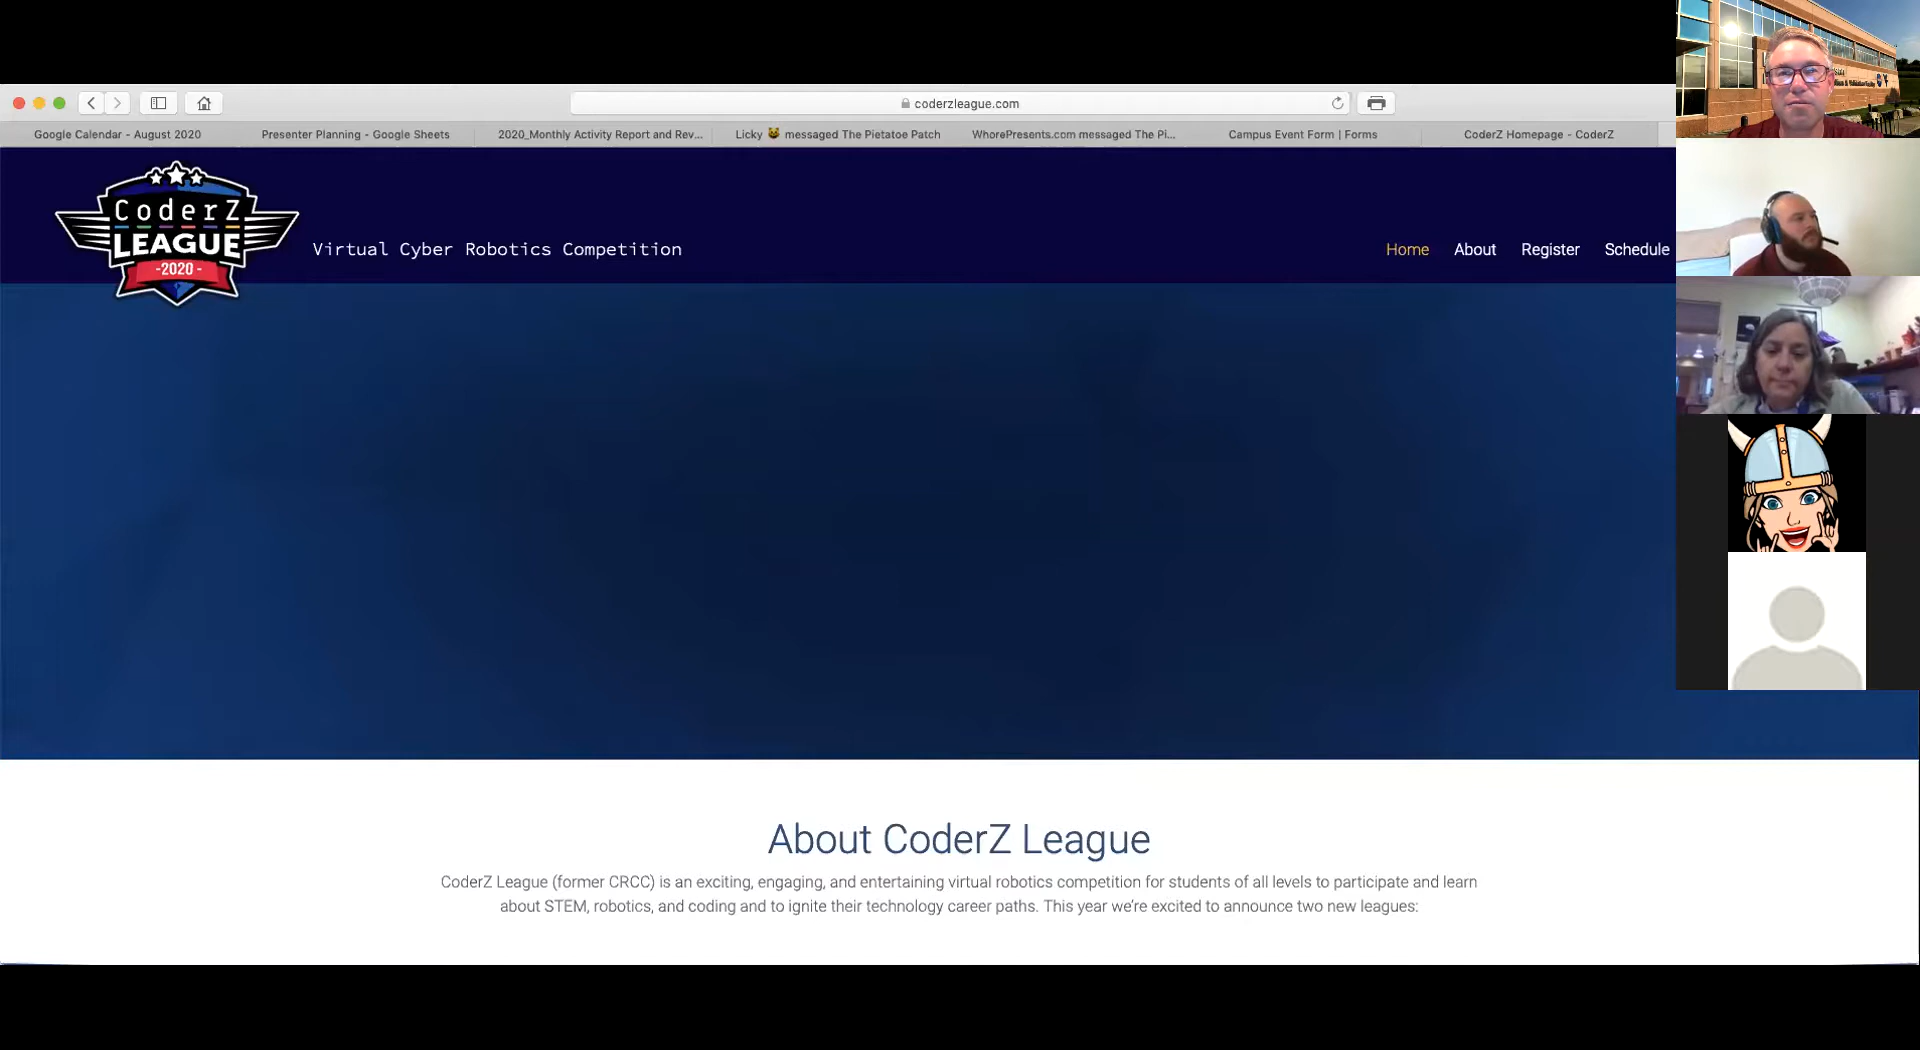 coderzleague.com
Google Calendar - August 2020
Presenter Planning - Google Sheets
2020_Monthly Activity Report and Rev...
Licky 😺 messaged The Pietatoe Patch
WhorePresents.com messaged The Pi...
Campus Event Form | Forms
CoderZ Homepage - CoderZ
CoderZ
LEAGUE
-2020-
Virtual Cyber Robotics Competition
Home
About
Register
Schedule
About CoderZ League
CoderZ League (former CRCC) is an exciting, engaging, and entertaining virtual robotics competition for students of all levels to participate and learn
about STEM, robotics, and coding and to ignite their technology career paths. This year we're excited to announce two new leagues: